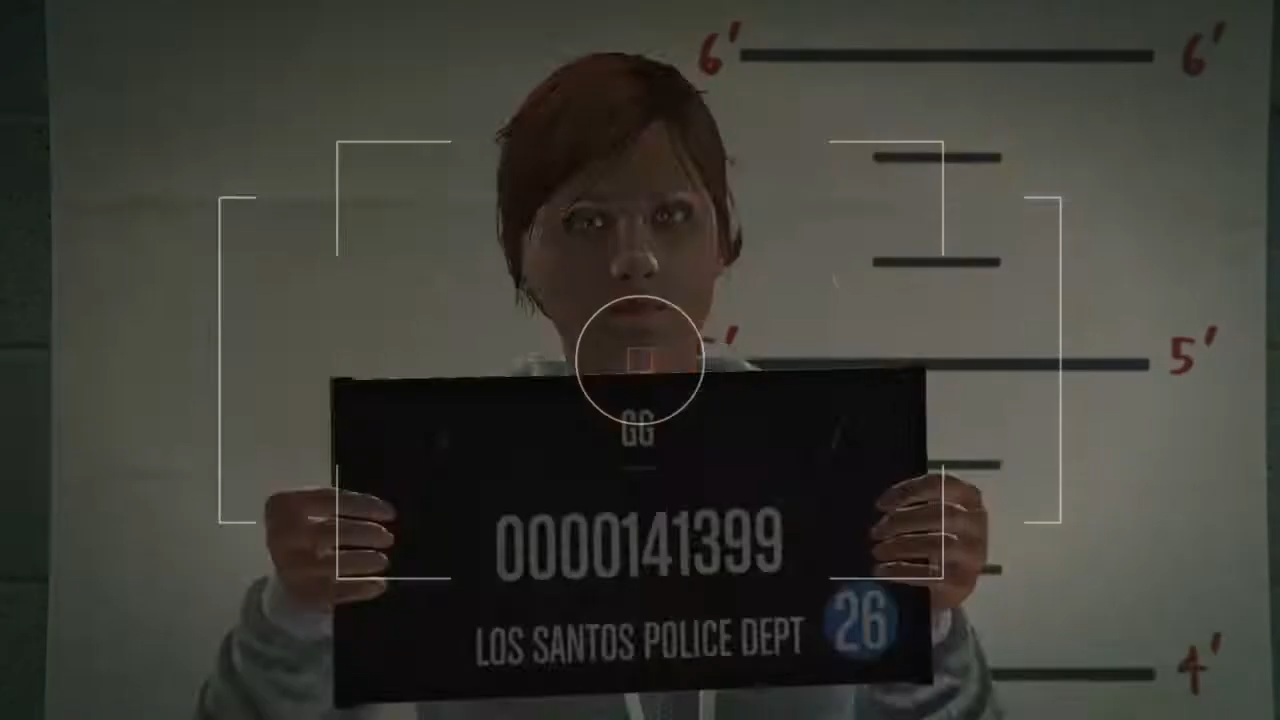 6' 6'
5'
GG
0000141399
LOS SANTOS POLICE DEPT 26
4'